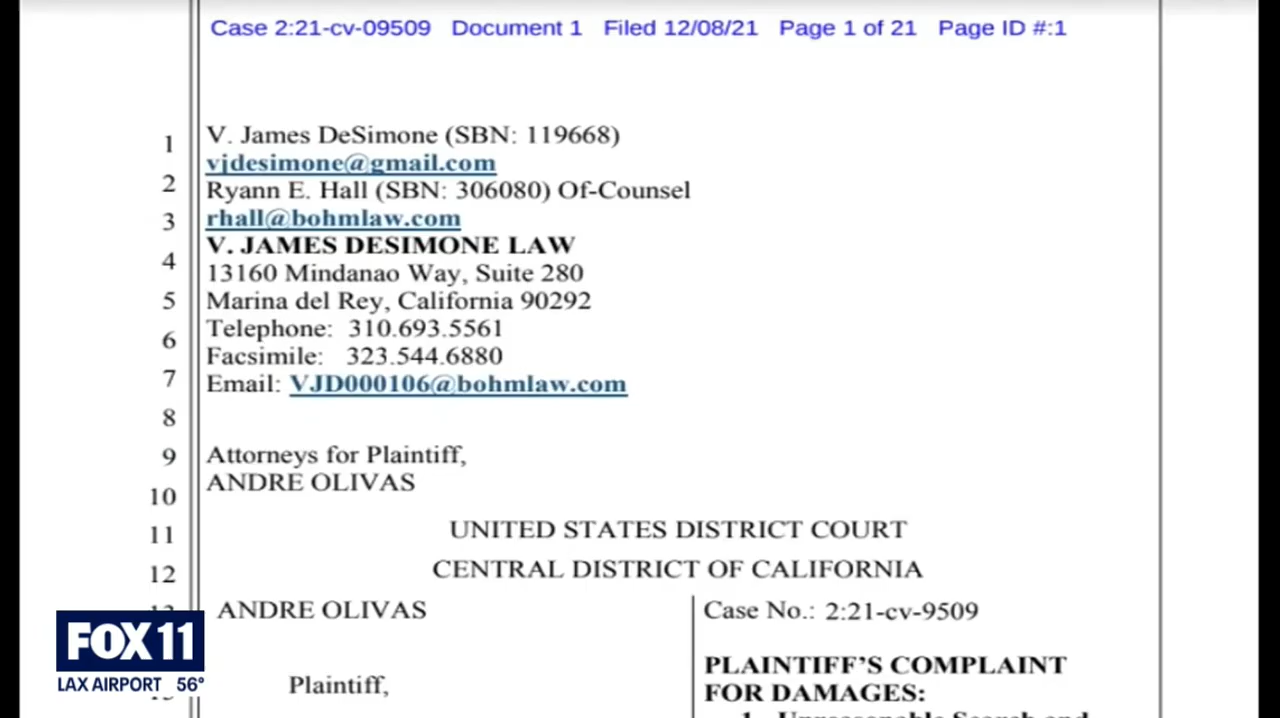 Case 2:21-cv-09509 Document 1 Filed 12/08/21 Page 1 of 21 Page ID #:1
1 V. James DeSimone (SBN: 119668)
vjdesimone@gmail.com
2 Ryann E. Hall (SBN: 306080) Of-Counsel
3 rhall@bohmlaw.com
4 V. JAMES DESIMONE LAW
13160 Mindanao Way, Suite 280
5 Marina del Rey, California 90292
6 Telephone: 310.693.5561
Facsimile: 323.544.6880
7 Email: VJD000106@bohmlaw.com
8
9 Attorneys for Plaintiff,
10 ANDRE OLIVAS
11 UNITED STATES DISTRICT COURT
12 CENTRAL DISTRICT OF CALIFORNIA
ANDRE OLIVAS
Plaintiff,
Case No.: 2:21-cv-9509
PLAINTIFF'S COMPLAINT
FOR DAMAGES:
1. Unreasonable Search and
FOX 11
LAX AIRPORT 56°